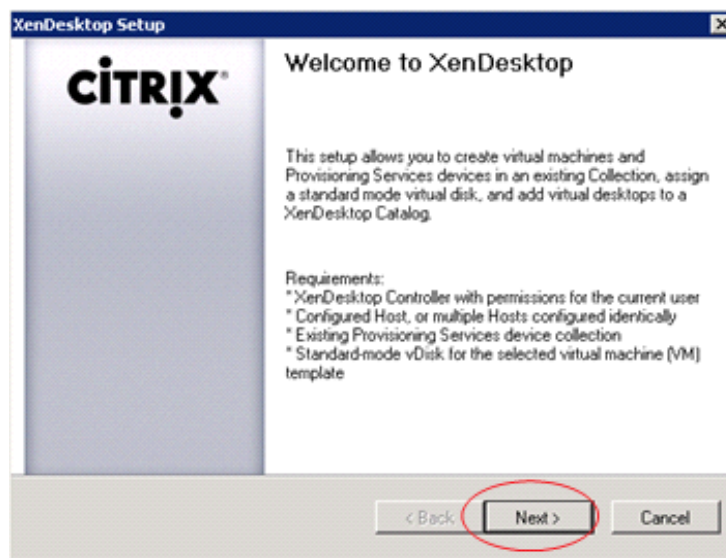 XenDesktop Setup
CİTRIX®
Welcome to XenDesktop
This setup allows you to create virtual machines and
Provisioning Services devices in an existing Collection, assign
a standard mode virtual disk, and add virtual desktops to a
XenDesktop Catalog.
Requirements:
* XenDesktop Controller with permissions for the current user
* Configured Host, or multiple Hosts configured identically
* Existing Provisioning Services device collection
* Standard-mode vDisk for the selected virtual machine (VM)
template
< Back Next > Cancel